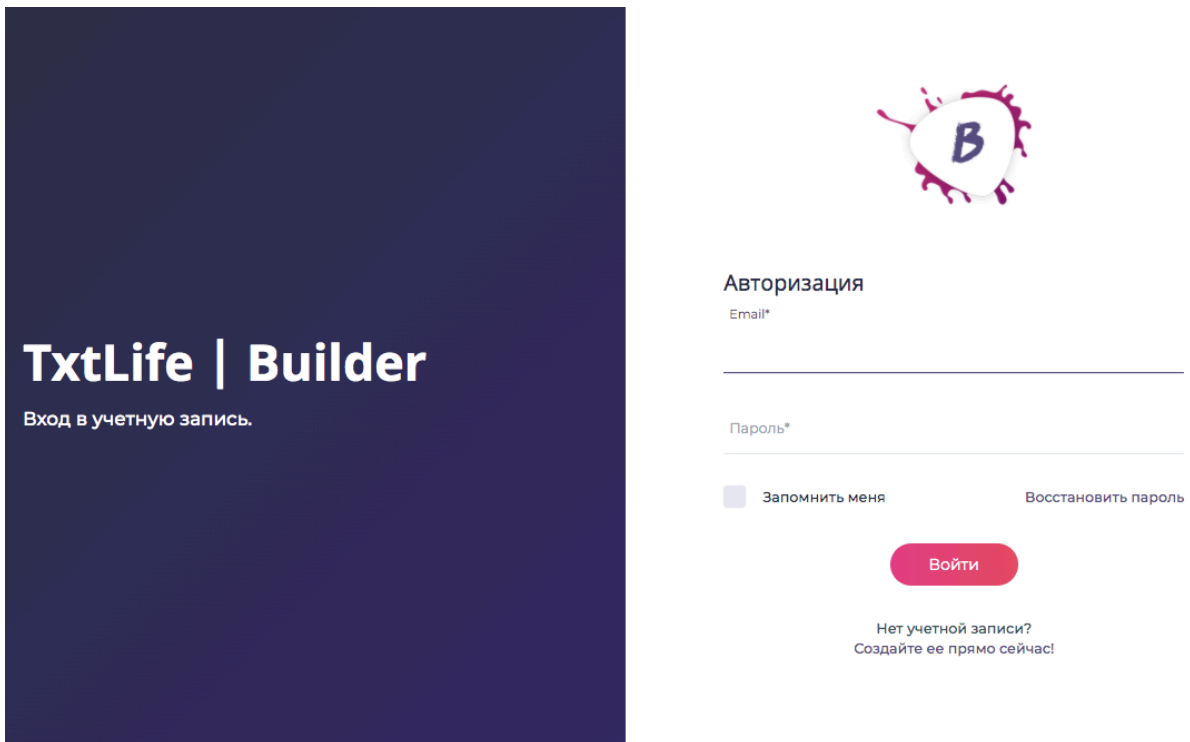 TxtLife | Builder
Вход в учетную запись.
B
Авторизация
Email*
Пароль*
Запомнить меня
Восстановить пароль
Войти
Нет учетной записи?
Создайте ее прямо сейчас!